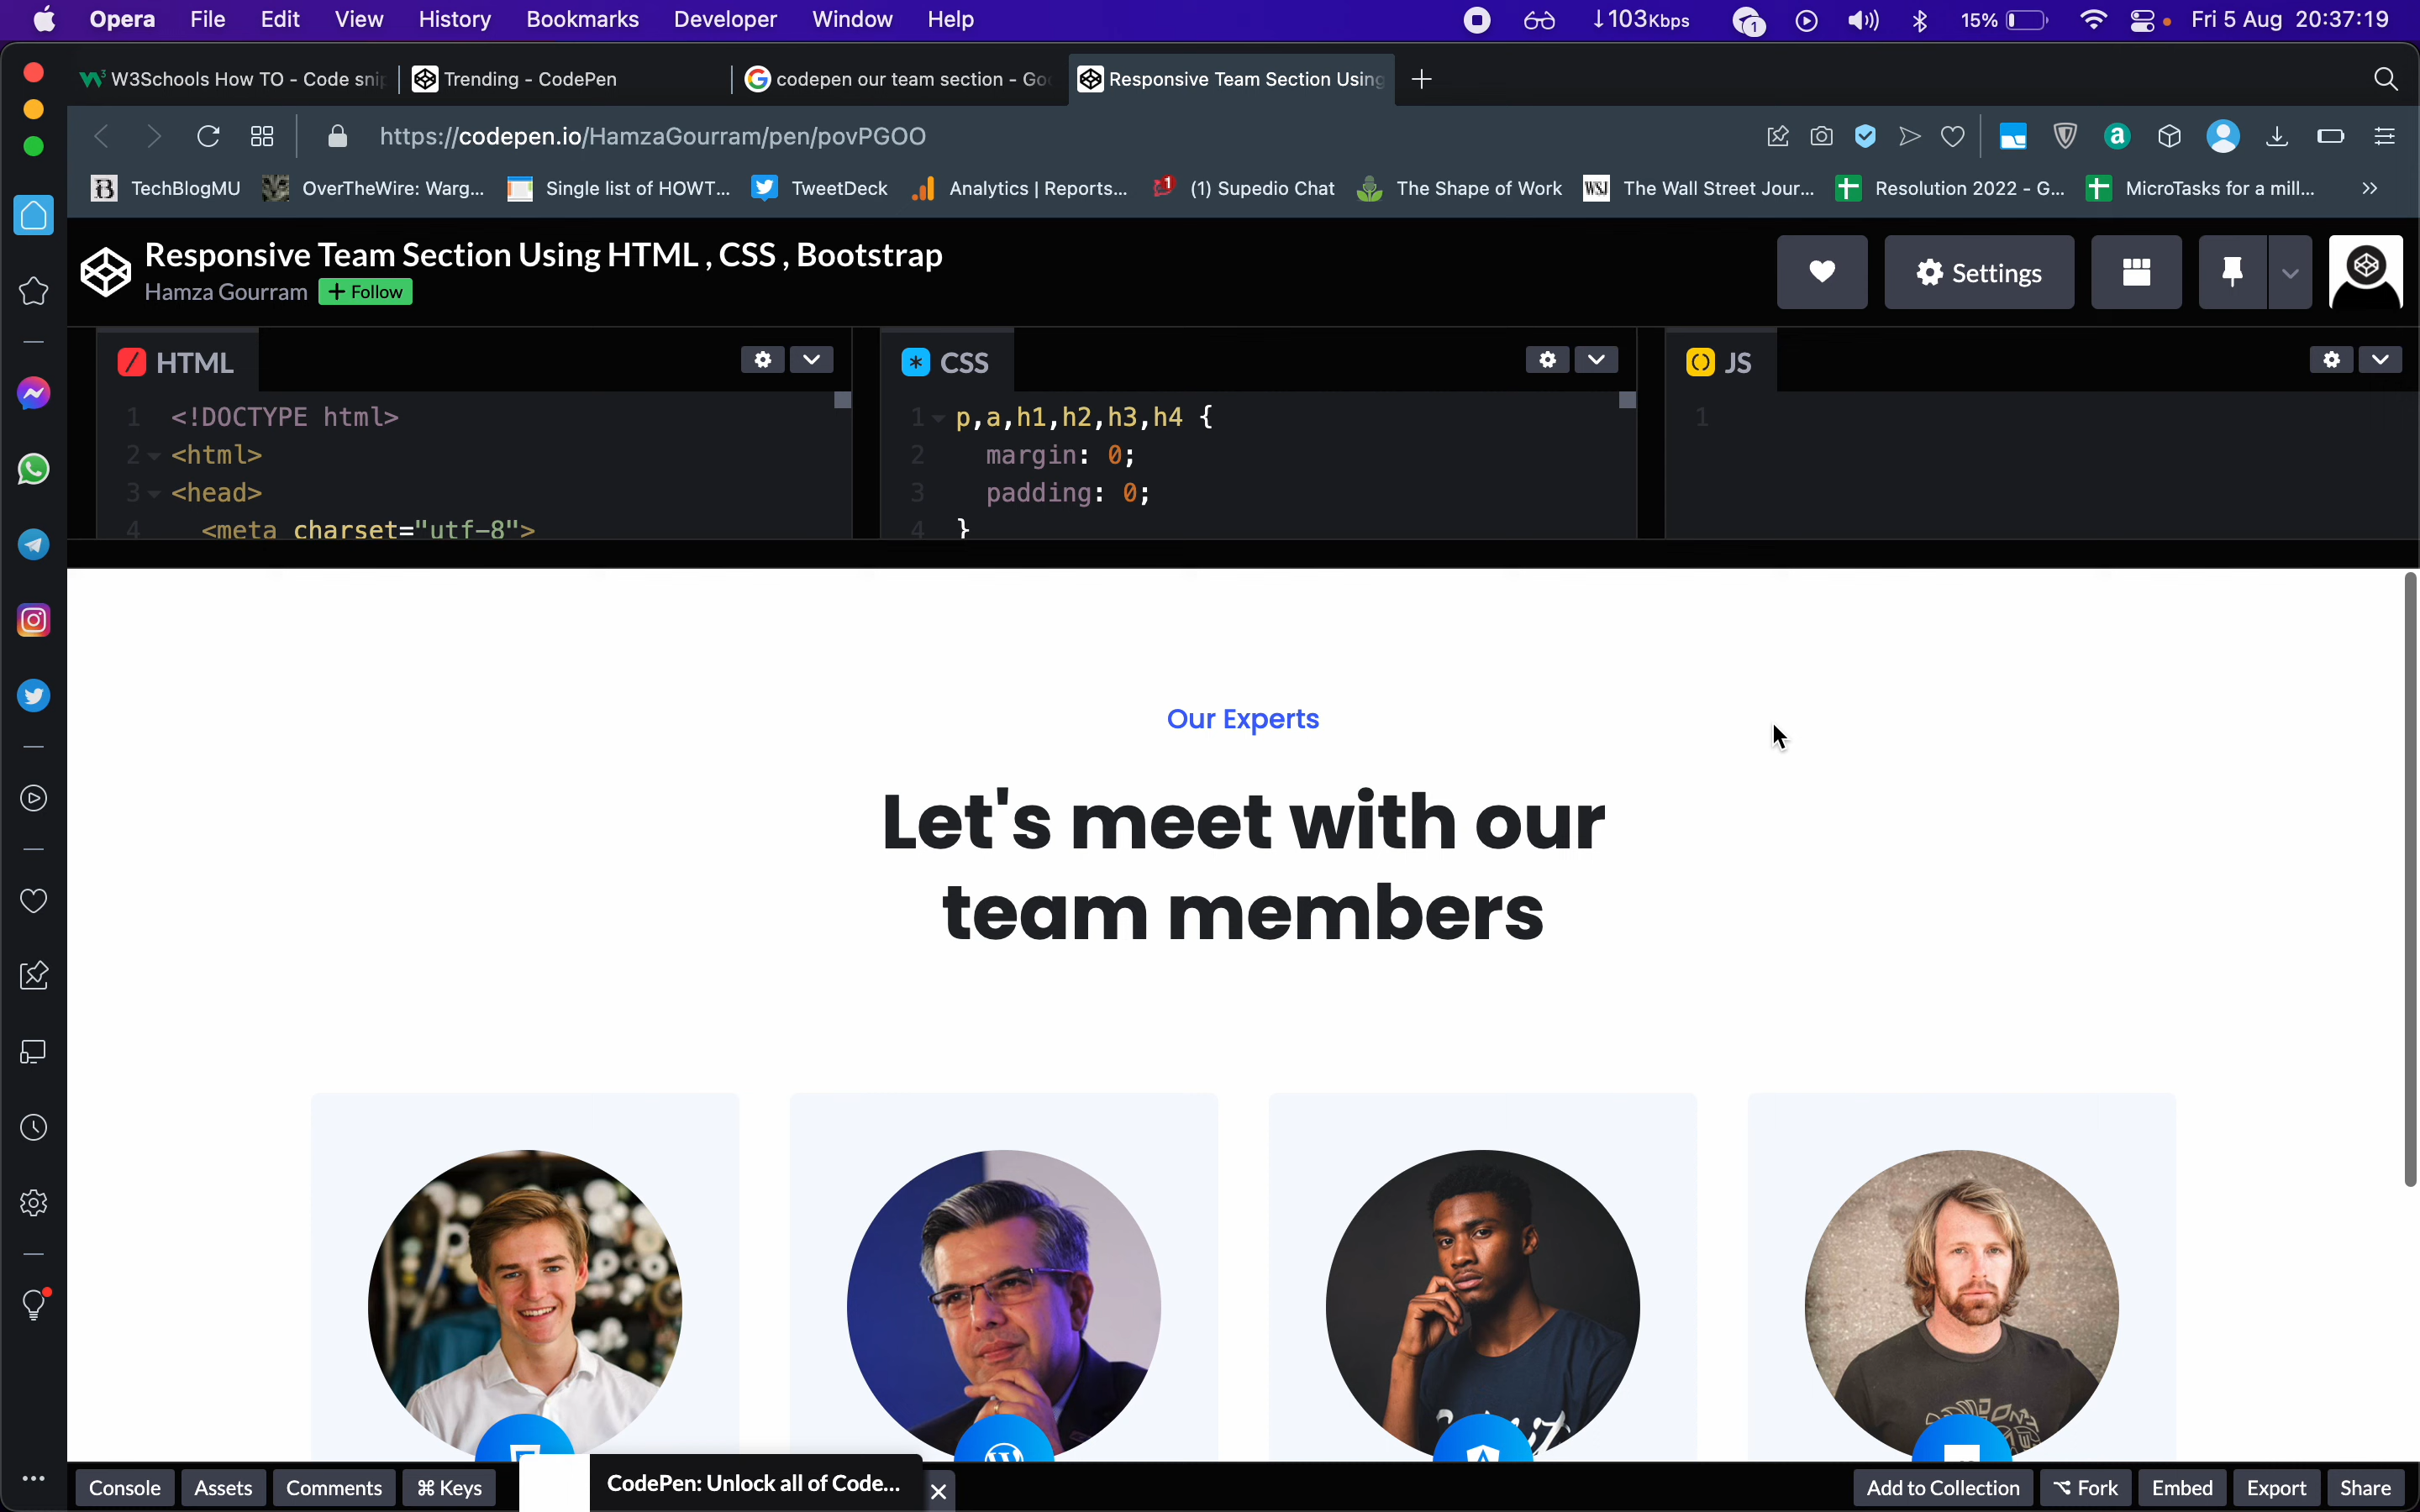 Opera File Edit View History Bookmarks Developer Window Help ↓103Kbps 1 15% Fri 5 Aug 20:37:19
W3Schools How TO - Code sni Trending - CodePen codepen our team section - Go Responsive Team Section Using
https://codepen.io/HamzaGourram/pen/povPGOO
TechBlogMU OverTheWire: Warg... Single list of HOWT... TweetDeck Analytics | Reports... (1) Supedio Chart The Shape of Work WSJ The Wall Street Jour... Resolution 2022 - G... MicroTasks for a mill...
Responsive Team Section Using HTML , CSS , Bootstrap
Hamza Gourram + Follow
Settings
HTML CSS JS
1 <!DOCTYPE html>
2 <html>
3 <head>
4 <meta charset="utf-8">
1 p,a,h1,h2,h3,h4 {
2 margin: 0;
3 padding: 0;
4 }
1
Our Experts
Let's meet with our
team members
Console Assets Comments ⌘ Keys CodePen: Unlock all of Code... Add to Collection Fork Embed Export Share